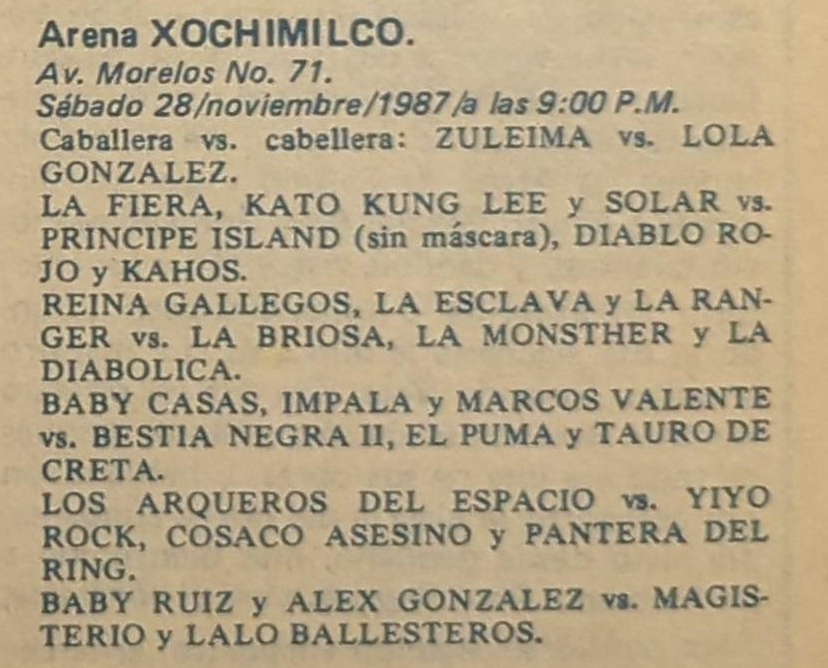 Arena XOCHIMILCO.
Av. Morelos No. 71.
Sábado 28/noviembre/1987/a las 9:00 P.M.
Caballera vs. cabellera: ZULEIMA vs. LOLA
GONZALEZ.
LA FIERA, KATO KUNG LEE y SOLAR vs.
PRINCIPE ISLAND (sin máscara), DIABLO RO-
JO y KAHOS.
REINA GALLEGOS, LA ESCLAVA y LA RAN-
GER vs. LA BRIOSA, LA MONSTHER y LA
DIABOLICA.
BABY CASAS, IMPALA y MARCOS VALENTE
vs. BESTIA NEGRA II, EL PUMA y TAURO DE
CRETA.
LOS ARQUEROS DEL ESPACIO vs. YIYO
ROCK, COSACO ASESINO y PANTERA DEL
RING.
BABY RUIZ y ALEX GONZALEZ vs. MAGIS-
TERIO y LALO BALLESTEROS.